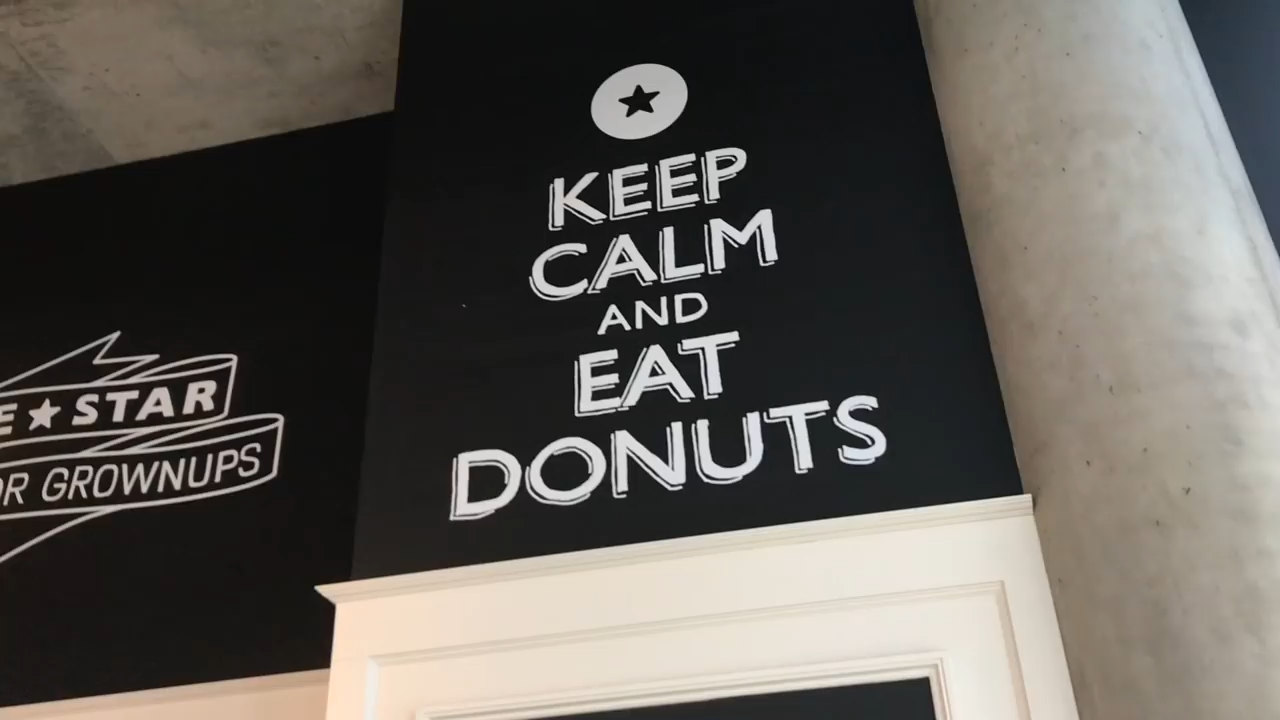 KEEP
CALM
AND
EAT
DONUTS
★ STAR
GROWNUPS